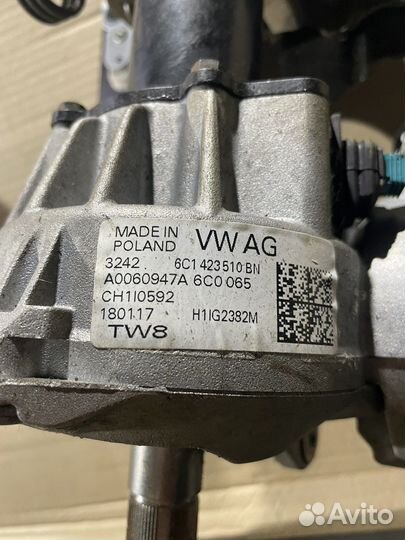 MADE IN
POLAND VW AG
3242 6C1 423 510 BN
A0060947A 6C0 065
CH1I0592
180117 H1IG2382M
TW8
Avito